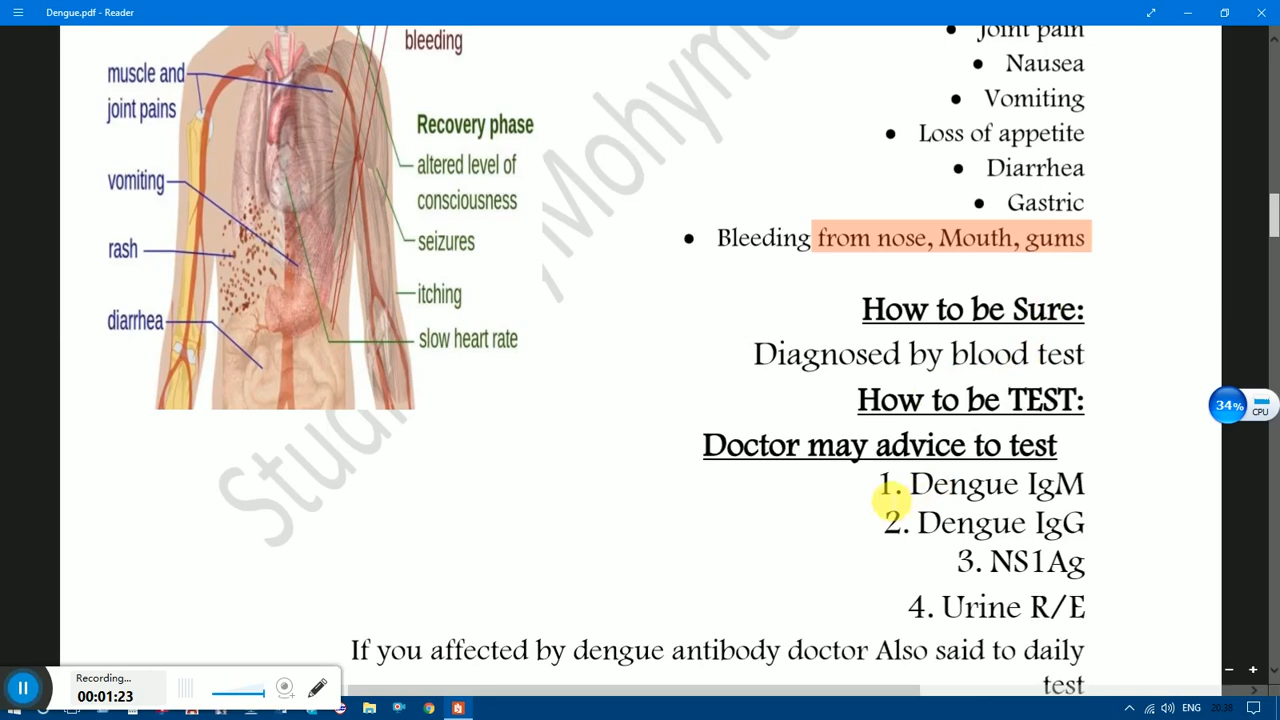 Dengue.pdf - Reader
bleeding
muscle and
joint pains
Recovery phase
altered level of
consciousness
vomiting
rash
seizures
itching
diarrhea
slow heart rate
• Joint pain
• Nausea
• Vomiting
• Loss of appetite
• Diarrhea
• Gastric
• Bleeding from nose, Mouth, gums
How to be Sure:
Diagnosed by blood test
How to be TEST:
Doctor may advice to test
1. Dengue IgM
2. Dengue IgG
3. NS1Ag
4. Urine R/E
If you affected by dengue antibody doctor Also said to daily
test
34%
CPU
Recording...
00:01:23
ENG
20:38